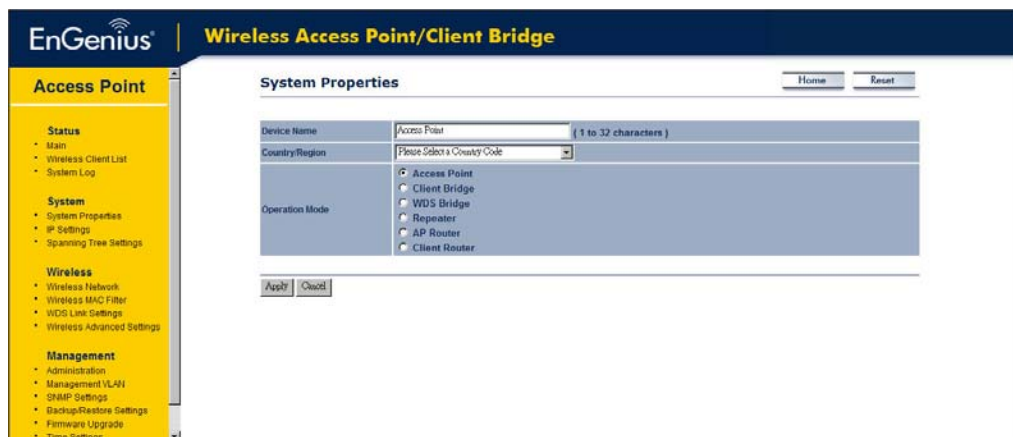 EnGenius® | Wireless Access Point/Client Bridge
Access Point
Status
Main
Wireless Client List
System Log
System
System Properties
IP Settings
Spanning Tree Settings
Wireless
Wireless Network
Wireless MAC Filter
WDS Link Settings
Wireless Advanced Settings
Management
Administration
Management VLAN
SNMP Settings
Backup/Restore Settings
Firmware Upgrade
Time Settings
System Properties
Home Reset
Device Name Access Point ( 1 to 32 characters )
Country/Region Please Select a Country Code
Operation Mode
Access Point
Client Bridge
WDS Bridge
Repeater
AP Router
Client Router
Apply Cancel